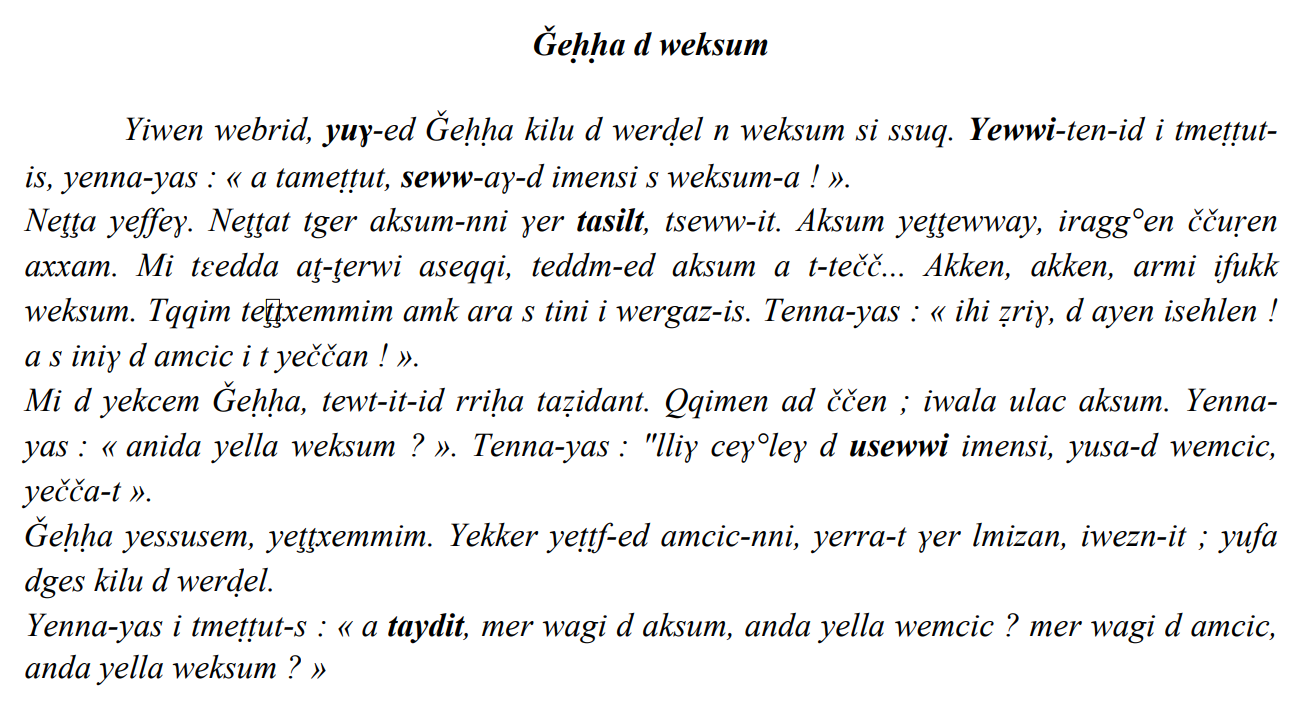 Ǧeḥḥa d weksum
Yiwen webrid, yuɣ-ed Ǧeḥḥa kilu d werḍel n weksum si ssuq. Yewwi-ten-id i tmeṭṭut-
is, yenna-yas : « a tameṭṭut, seww-aɣ-d imensi s weksum-a ! ».
Neţţa yeffeɣ. Neţţat tger aksum-nni ɣer tasilt, tseww-it. Aksum yeţţewway, iragg°en ččuṛen
axxam. Mi tɛedda aţ-ţerwi aseqqi, teddm-ed aksum a t-tečč... Akken, akken, armi ifukk
weksum. Tqqim teţţxemmim amk ara s tini i wergaz-is. Tenna-yas : « ihi ẓriɣ, d ayen isehlen !
a s iniɣ d amcic i t yeččan ! ».
Mi d yekcem Ǧeḥḥa, tewt-it-id rriḥa taẓidant. Qqimen ad ččen ; iwala ulac aksum. Yenna-
yas : « anida yella weksum ? ». Tenna-yas : "lliɣ ceɣ°leɣ d usewwi imensi, yusa-d wemcic,
yečča-t ».
Ǧeḥḥa yessusem, yeţţxemmim. Yekker yeṭṭf-ed amcic-nni, yerra-t ɣer lmizan, iwezn-it ; yufa
dges kilu d werḍel.
Yenna-yas i tmeṭṭut-s : « a taydit, mer wagi d aksum, anda yella wemcic ? mer wagi d amcic,
anda yella weksum ? »